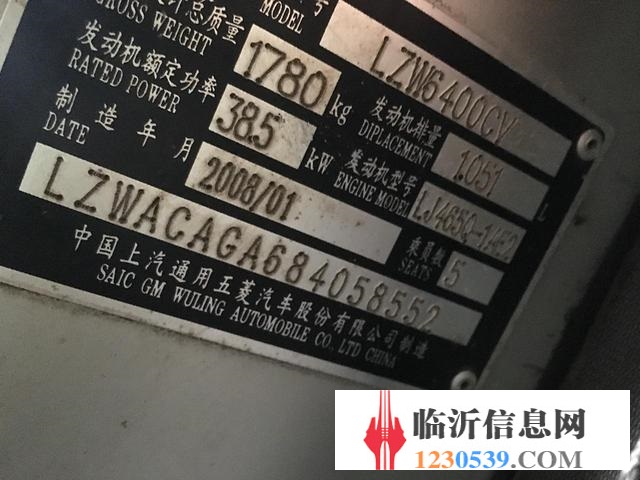 号
MODEL
LZW6400CV
总质量
GROSS WEIGHT
1780 kg
发动机排量
DIPLACEMENT
1.051 L
发动机额定功率
RATED POWER
38.5 kW
发动机型号
ENGINE MODEL
制造年月
DATE
2008/01
乘员数
SEATS
5
LZWACAGA684058552
中国上汽通用五菱汽车股份有限公司制造
SAIC GM WULING AUTOMOBILE CO., LTD CHINA
临沂信息网
1230539.COM